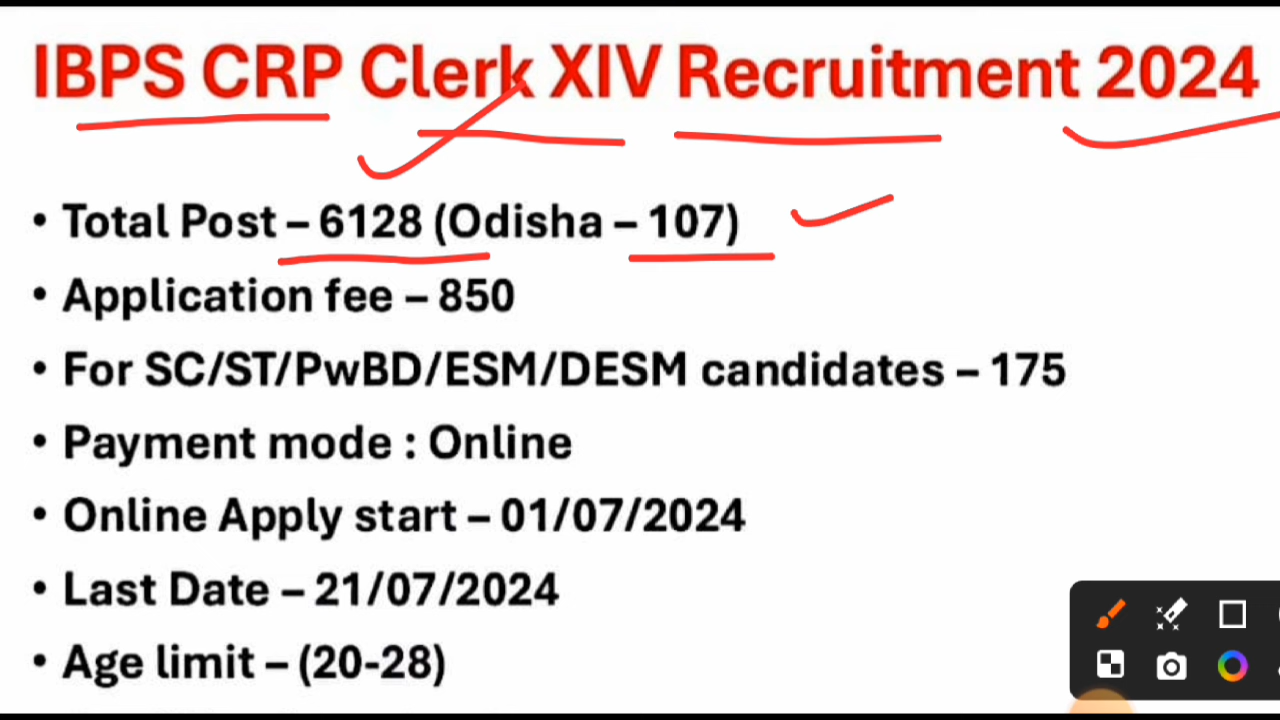 IBPS CRP Clerk XIV Recruitment 2024
• Total Post – 6128 (Odisha – 107)
• Application fee – 850
• For SC/ST/PwBD/ESM/DESM candidates – 175
• Payment mode : Online
• Online Apply start – 01/07/2024
• Last Date – 21/07/2024
• Age limit – (20-28)